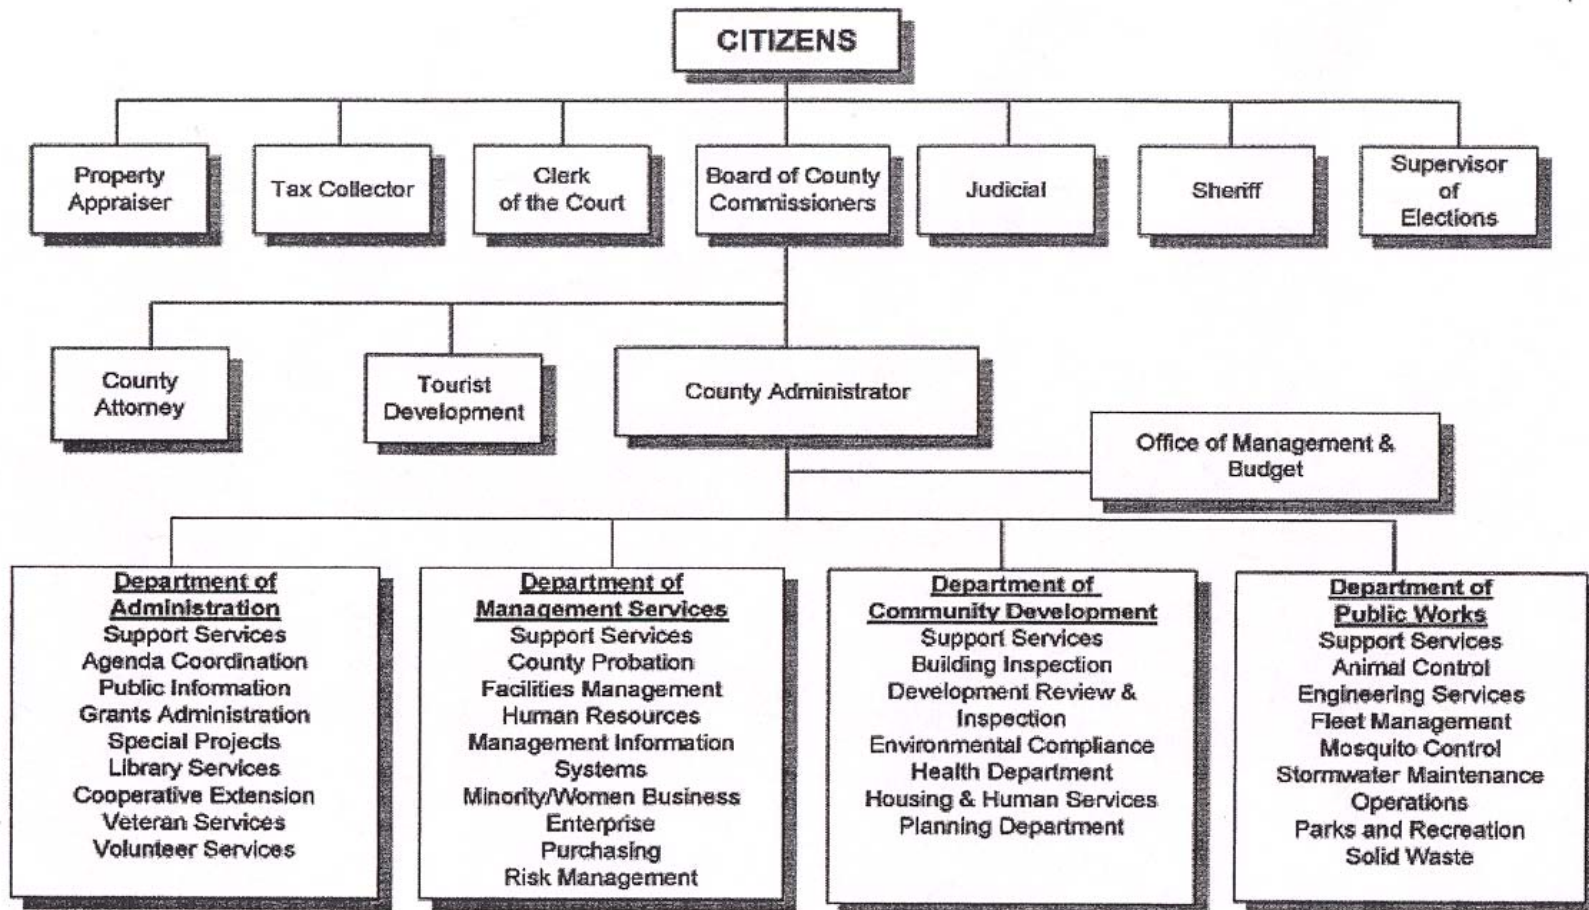 CITIZENS
Property
Appraiser
Tax Collector
Clerk
of the Court
Board of County
Commissioners
Judicial
Sheriff
Supervisor
of
Elections
County
Attorney
Tourist
Development
County Administrator
Office of Management &
Budget
Department of
Administration
Support Services
Agenda Coordination
Public Information
Grants Administration
Special Projects
Library Services
Cooperative Extension
Veteran Services
Volunteer Services
Department of
Management Services
Support Services
County Probation
Facilities Management
Human Resources
Management Information
Systems
Minority/Women Business
Enterprise
Purchasing
Risk Management
Department of
Community Development
Support Services
Building Inspection
Development Review &
Inspection
Environmental Compliance
Health Department
Housing & Human Services
Planning Department
Department of
Public Works
Support Services
Animal Control
Engineering Services
Fleet Management
Mosquito Control
Stormwater Maintenance
Operations
Parks and Recreation
Solid Waste